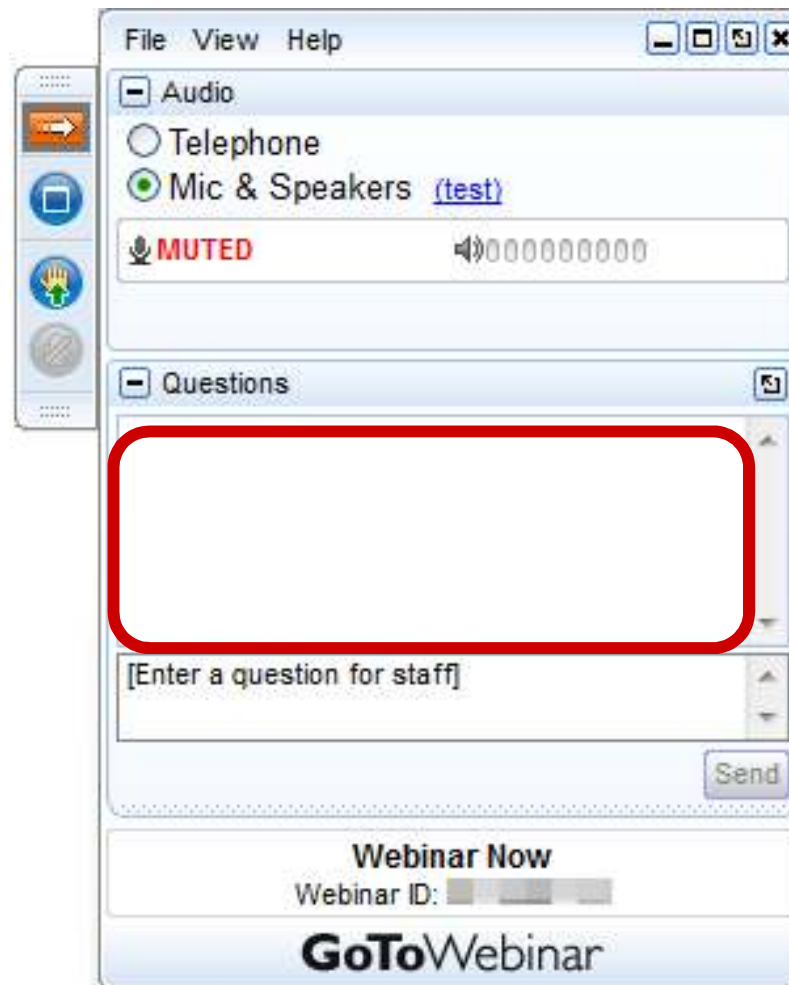 File View Help
Audio
Telephone
Mic & Speakers (test)
MUTED 000000000
Questions
[Enter a question for staff]
Send
Webinar Now
Webinar ID:
GoToWebinar